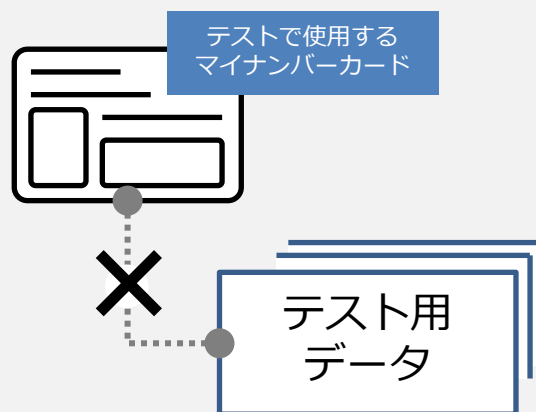 テストで使用する
マイナンバーカード
テスト用
データ